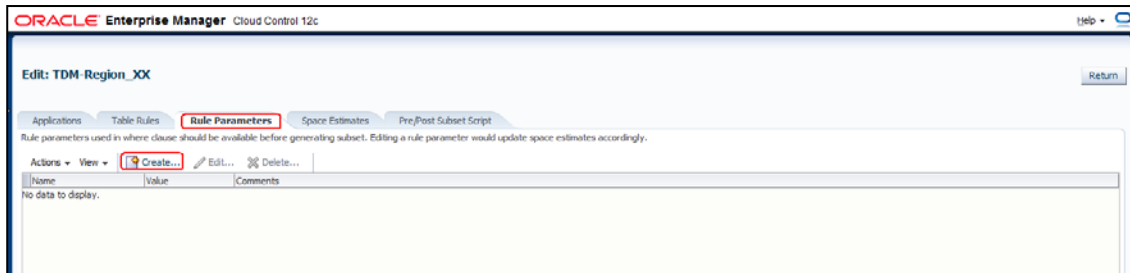 ORACLE Enterprise Manager Cloud Control 12c
Help
Edit: TDM-Region_XX
Return
Applications Table Rules Rule Parameters Space Estimates Pre/Post Subset Script
Rule parameters used in where clause should be available before generating subset. Editing a rule parameter would update space estimates accordingly.
Actions View Create... Edit... Delete...
Name Value Comments
No data to display.